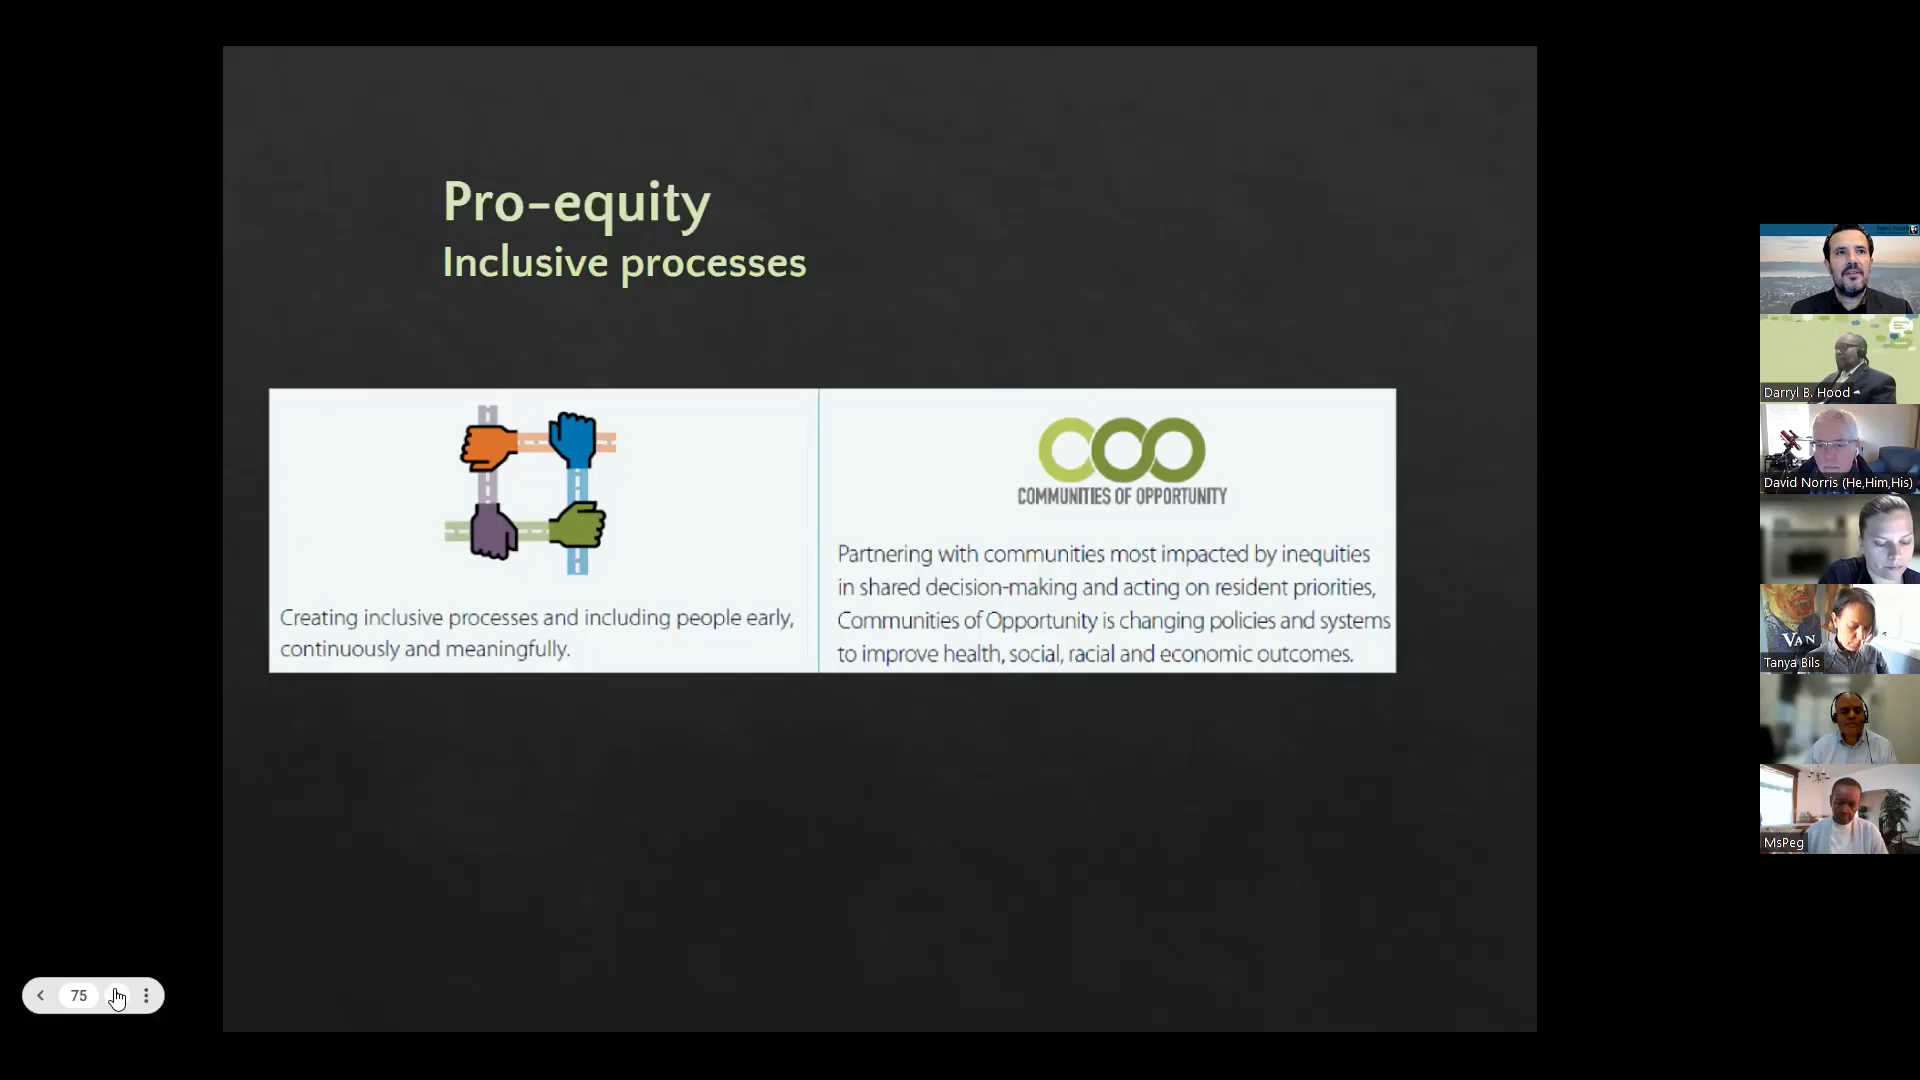 Pro-equity
Inclusive processes
Creating inclusive processes and including people early,
continuously and meaningfully.
COMMUNITIES OF OPPORTUNITY
Partnering with communities most impacted by inequities
in shared decision-making and acting on resident priorities,
Communities of Opportunity is changing policies and systems
to improve health, social, racial and economic outcomes.
Darryl B. Hood
David Norris (He,Him,His)
VAN
Tanya Bils
MsPeg
75